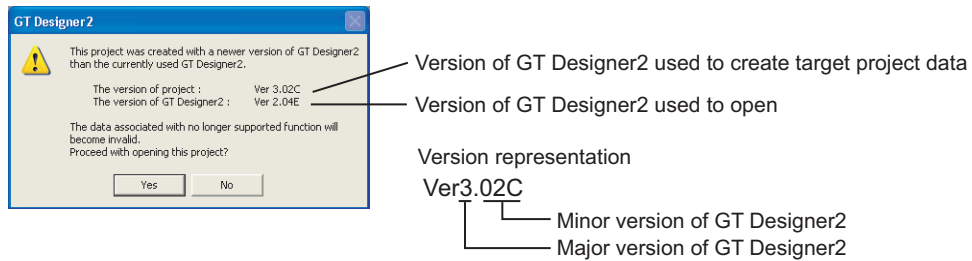 GT Designer2
This project was created with a newer version of GT Designer2
than the currently used GT Designer2.
The version of project : Ver 3.02C
The version of GT Designer2 : Ver 2.04E
The data associated with no longer supported function will
become invalid.
Proceed with opening this project?
Yes No
Version of GT Designer2 used to create target project data
Version of GT Designer2 used to open
Version representation
Ver3.02C
Minor version of GT Designer2
Major version of GT Designer2